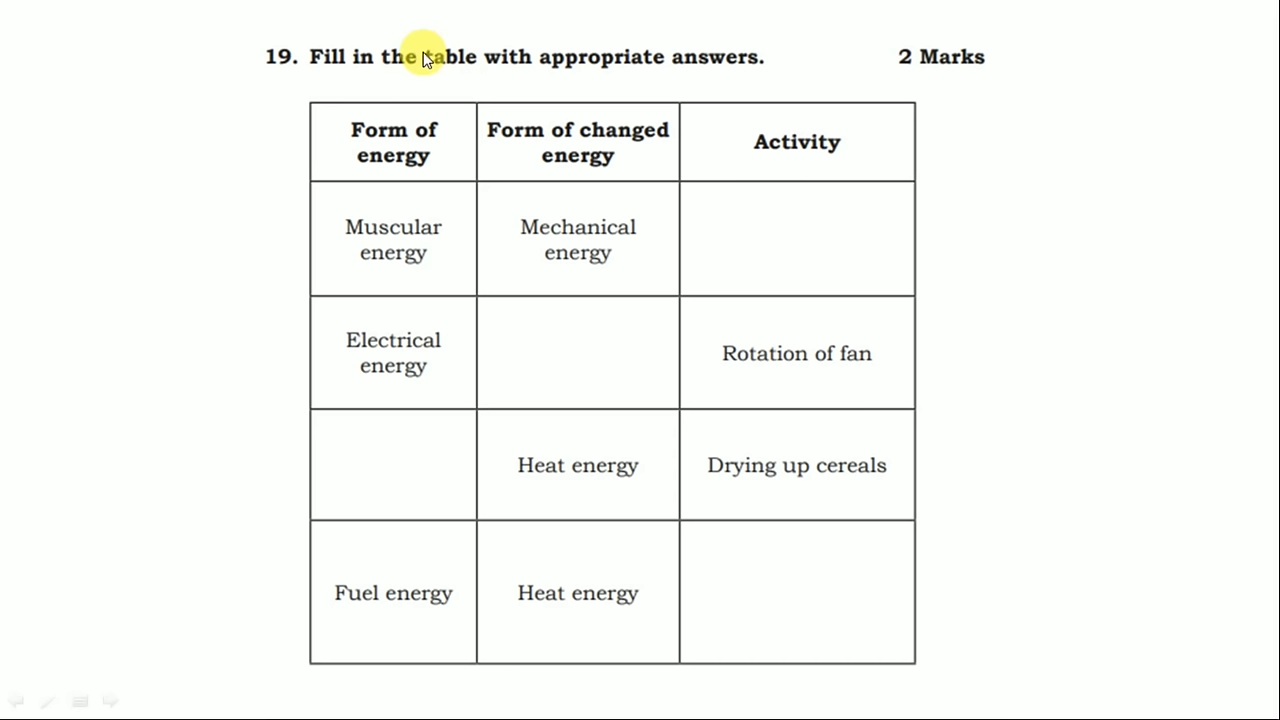 19. Fill in the table with appropriate answers. 2 Marks
Form of
energy
Form of changed
energy
Activity
Muscular
energy
Mechanical
energy
Electrical
energy
Rotation of fan
Heat energy
Drying up cereals
Fuel energy
Heat energy